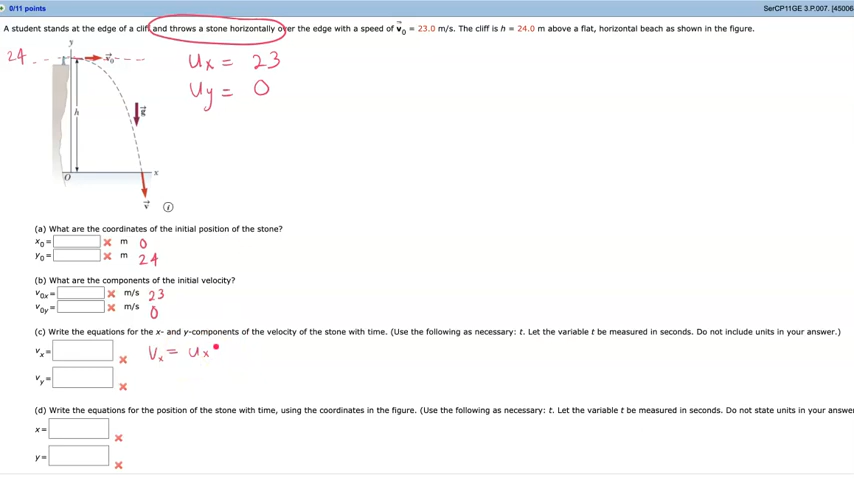 0/11 points
SerCP11GE 3.P.007. [45006
A student stands at the edge of a cliff and throws a stone horizontally over the edge with a speed of v₀ = 23.0 m/s. The cliff is h = 24.0 m above a flat, horizontal beach as shown in the figure.
24
y
v₀
h
g
x
O
v
i
ux = 23
uy = 0
(a) What are the coordinates of the initial position of the stone?
x₀ = m 0
y₀ = m 24
(b) What are the components of the initial velocity?
v₀x = m/s 23
v₀y = m/s 0
(c) Write the equations for the x- and y-components of the velocity of the stone with time. (Use the following as necessary: t. Let the variable t be measured in seconds. Do not include units in your answer.)
vx = Vx = ux
vy =
(d) Write the equations for the position of the stone with time, using the coordinates in the figure. (Use the following as necessary: t. Let the variable t be measured in seconds. Do not state units in your answer
x =
y =